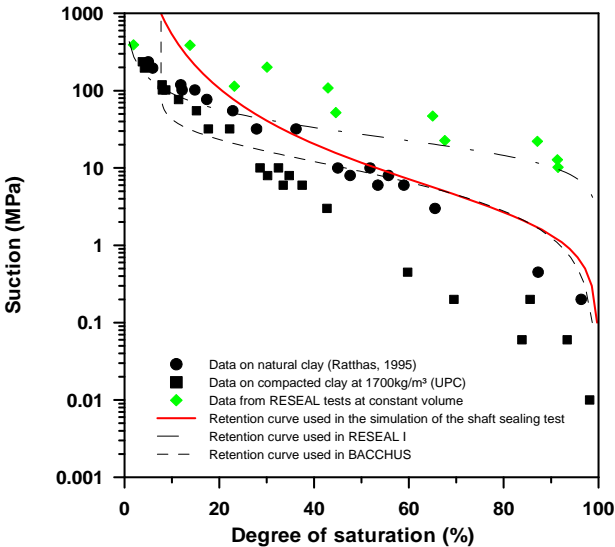 1000
100
10
1
0.1
0.01
0.001
Suction (MPa)
Data on natural clay (Ratthas, 1995)
Data on compacted clay at 1700kg/m³ (UPC)
Data from RESEAL tests at constant volume
Retention curve used in the simulation of the shaft sealing test
Retention curve used in RESEAL I
Retention curve used in BACCHUS
0 20 40 60 80 100
Degree of saturation (%)